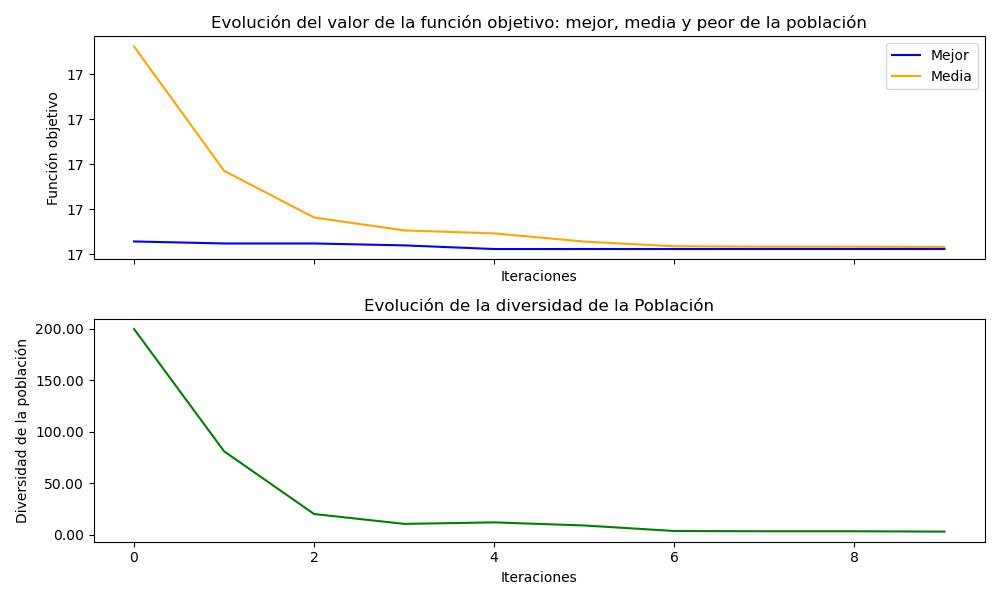 Evolución del valor de la función objetivo: mejor, media y peor de la población
Función objetivo
17
17
17
17
17
Mejor
Media
Iteraciones
Evolución de la diversidad de la Población
Diversidad de la población
200.00
150.00
100.00
50.00
0.00
0 2 4 6 8
Iteraciones